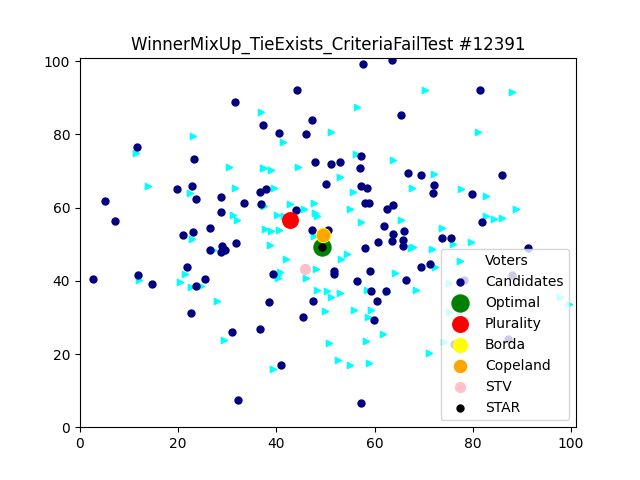 WinnerMixUp_TieExists_CriteriaFailTest #12391
100
80
60
40
20
0
0 20 40 60 80 100
Voters
Candidates
Optimal
Plurality
Borda
Copeland
STV
STAR